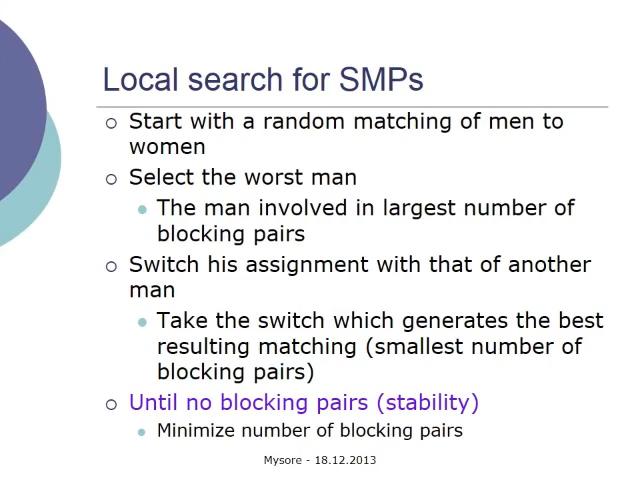 Local search for SMPs
Start with a random matching of men to
women
Select the worst man
The man involved in largest number of
blocking pairs
Switch his assignment with that of another
man
Take the switch which generates the best
resulting matching (smallest number of
blocking pairs)
Until no blocking pairs (stability)
Minimize number of blocking pairs
Mysore - 18.12.2013